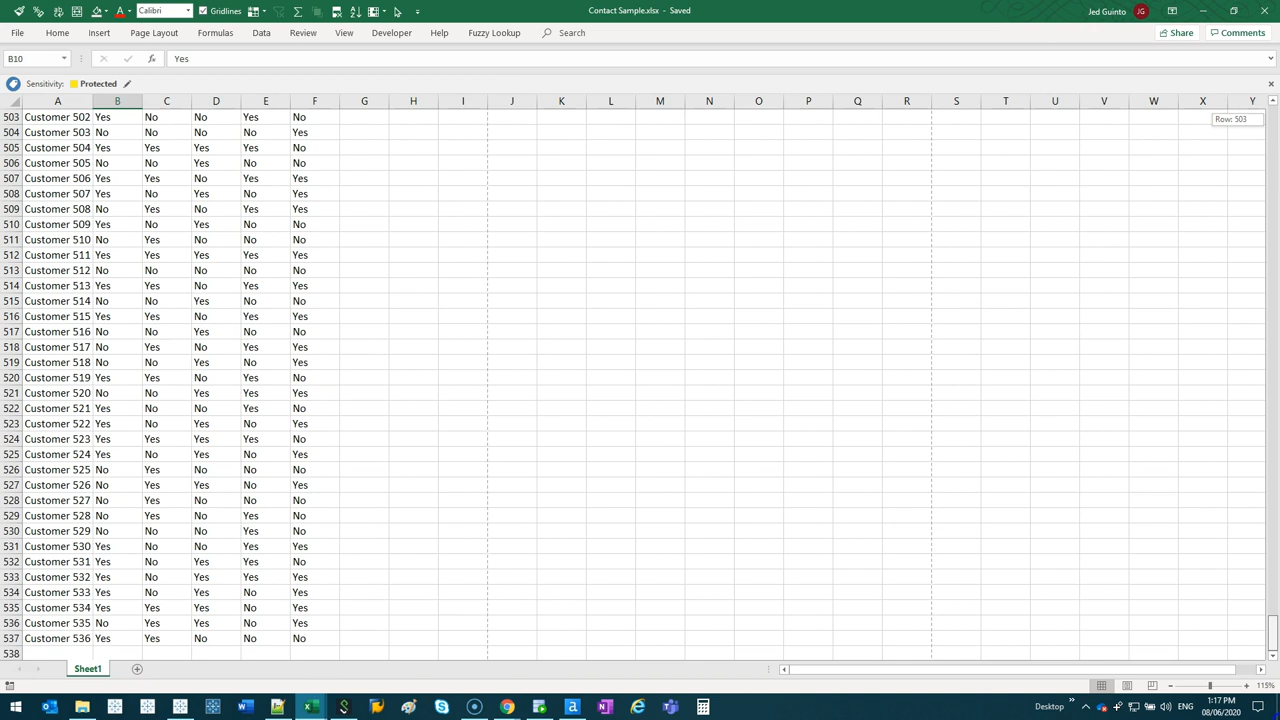 Calibri Gridlines Contact Sample.xlsx - Saved Jed Guinto JG
File Home Insert Page Layout Formulas Data Review View Developer Help Fuzzy Lookup Search Share Comments
B10 fx Yes
Sensitivity: Protected
A B C D E F G H I J K L M N O P Q R S T U V W X Y
503 Customer 502 Yes No No Yes No Row: 503
504 Customer 503 No No No No Yes
505 Customer 504 Yes Yes Yes Yes No
506 Customer 505 No No Yes No No
507 Customer 506 Yes Yes No Yes Yes
508 Customer 507 Yes No Yes No Yes
509 Customer 508 No Yes No Yes Yes
510 Customer 509 Yes No Yes No No
511 Customer 510 No Yes No No No
512 Customer 511 Yes Yes Yes Yes Yes
513 Customer 512 No No No No No
514 Customer 513 Yes Yes No Yes Yes
515 Customer 514 No No Yes No No
516 Customer 515 Yes Yes No Yes Yes
517 Customer 516 No No Yes No No
518 Customer 517 No Yes No Yes Yes
519 Customer 518 No No Yes No Yes
520 Customer 519 Yes Yes No Yes No
521 Customer 520 No No Yes Yes Yes
522 Customer 521 Yes No No Yes No
523 Customer 522 Yes No Yes No Yes
524 Customer 523 Yes Yes Yes Yes No
525 Customer 524 Yes No Yes No Yes
526 Customer 525 No Yes No No No
527 Customer 526 No Yes Yes No Yes
528 Customer 527 No Yes No No No
529 Customer 528 No Yes No Yes No
530 Customer 529 No No No Yes No
531 Customer 530 Yes No No Yes Yes
532 Customer 531 Yes No Yes Yes No
533 Customer 532 Yes No Yes Yes Yes
534 Customer 533 Yes No Yes No Yes
535 Customer 534 Yes Yes Yes No Yes
536 Customer 535 No Yes Yes No Yes
537 Customer 536 Yes Yes No No No
538
Sheet1
115%
Desktop ENG 1:17 PM
08/06/2020